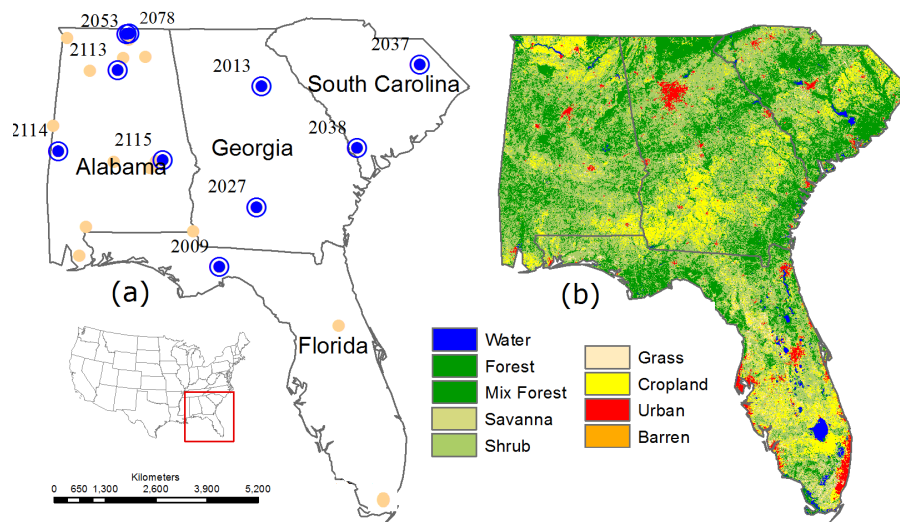 2053 2078
2037
2113
2013
South Carolina
2114
2115
2038
Georgia
Alabama
2027
2009
(a)
(b)
Florida
Water
Forest
Mix Forest
Savanna
Shrub
Grass
Cropland
Urban
Barren
Kilometers
0 650 1,300 2,600 3,900 5,200